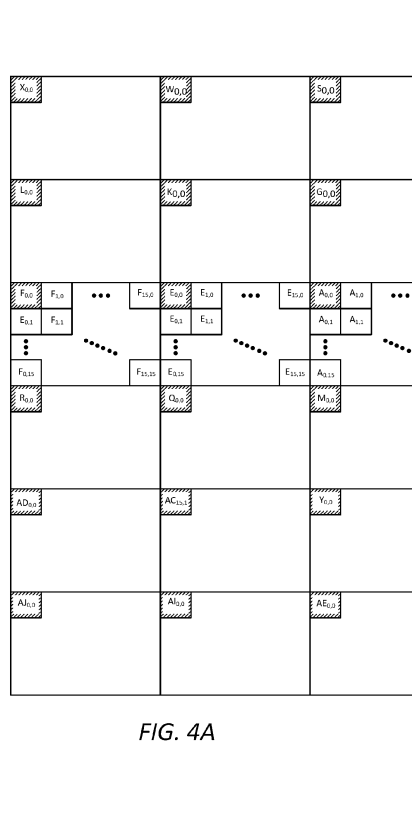 X0,0 W0,0 S0,0
L0,0 K0,0 G0,0
F0,0 F1,0 ••• F15,0 E0,0 E1,0 ••• E15,0 A0,0 A1,0 •••
E0,1 F1,1 E0,1 E1,1 A0,1 A1,1
F0,15 F15,15 E0,15 E15,15 A0,15
R0,0 Q0,0 M0,0
AD0,0 AC15,1 Y0,0
AJ0,0 AI0,0 AE0,0
FIG. 4A